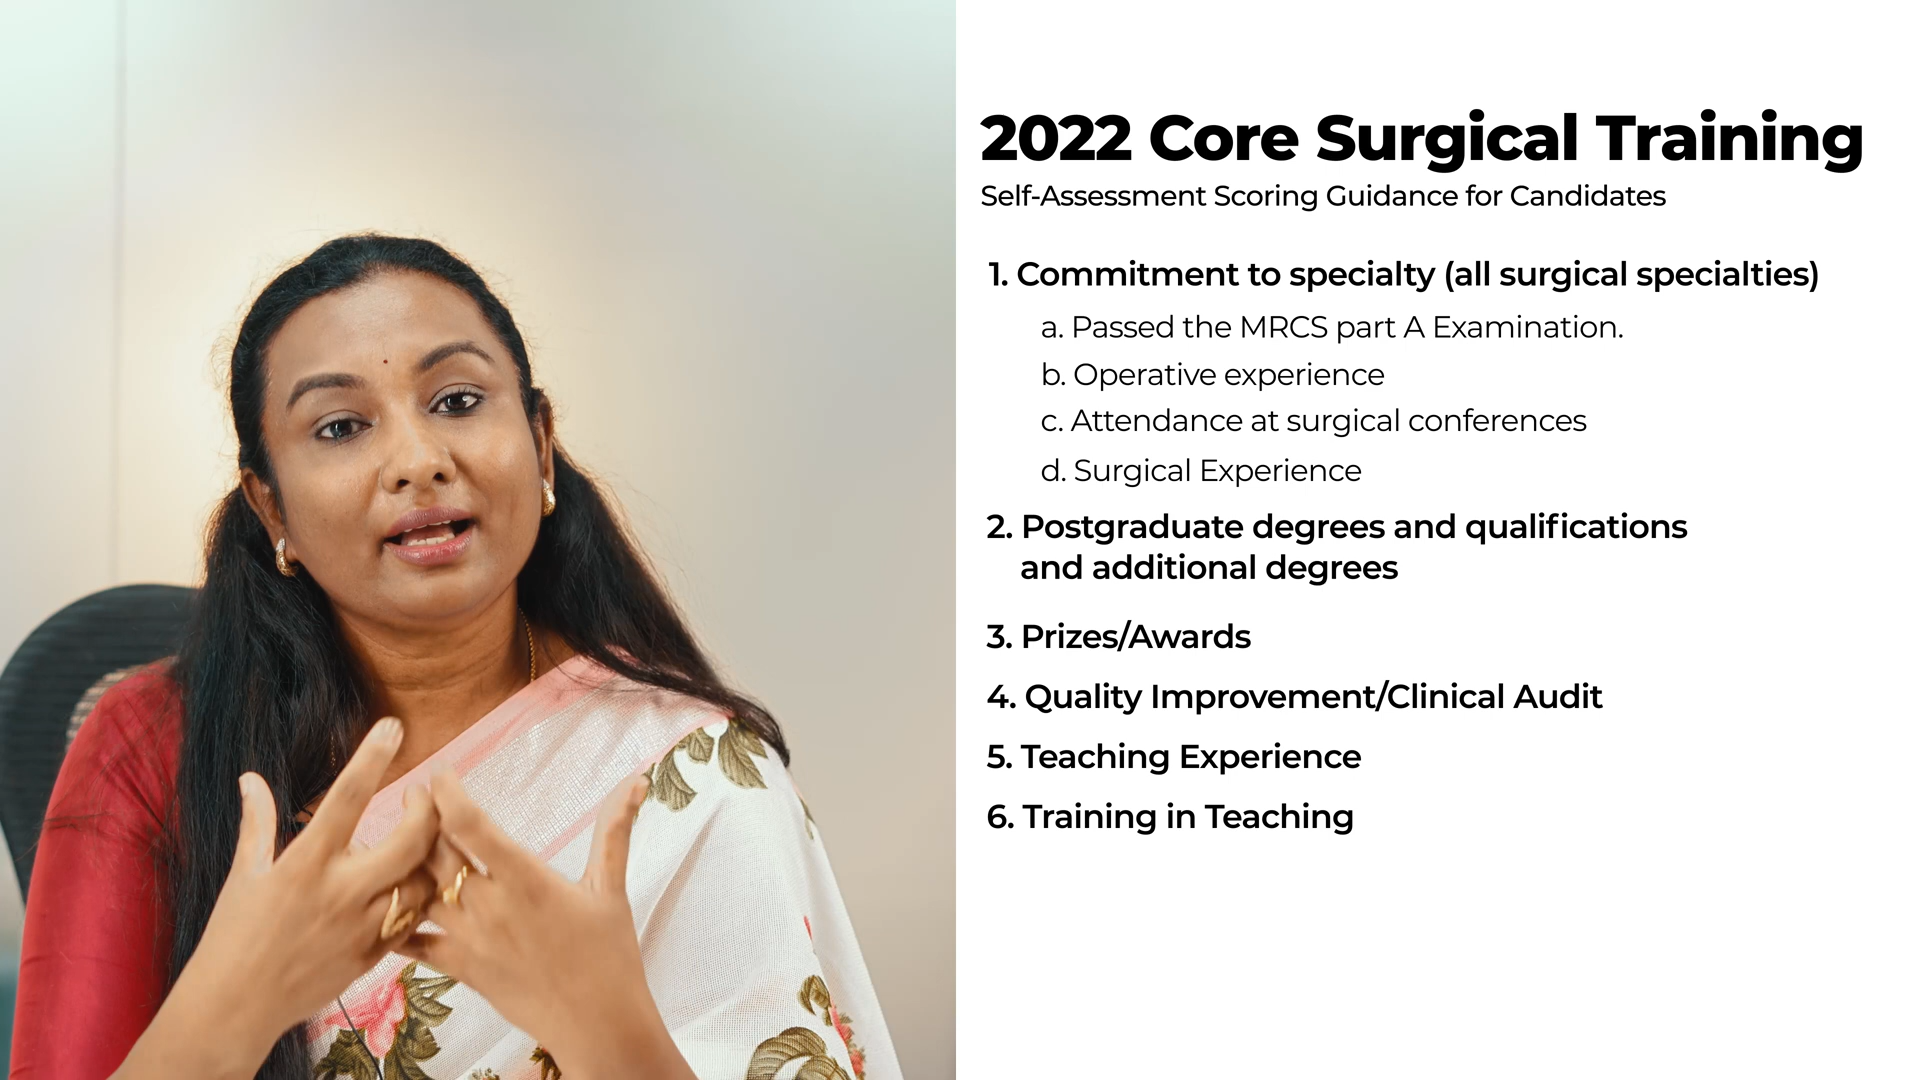 2022 Core Surgical Training
Self-Assessment Scoring Guidance for Candidates
1. Commitment to specialty (all surgical specialties)
a. Passed the MRCS part A Examination.
b. Operative experience
c. Attendance at surgical conferences
d. Surgical Experience
2. Postgraduate degrees and qualifications
and additional degrees
3. Prizes/Awards
4. Quality Improvement/Clinical Audit
5. Teaching Experience
6. Training in Teaching